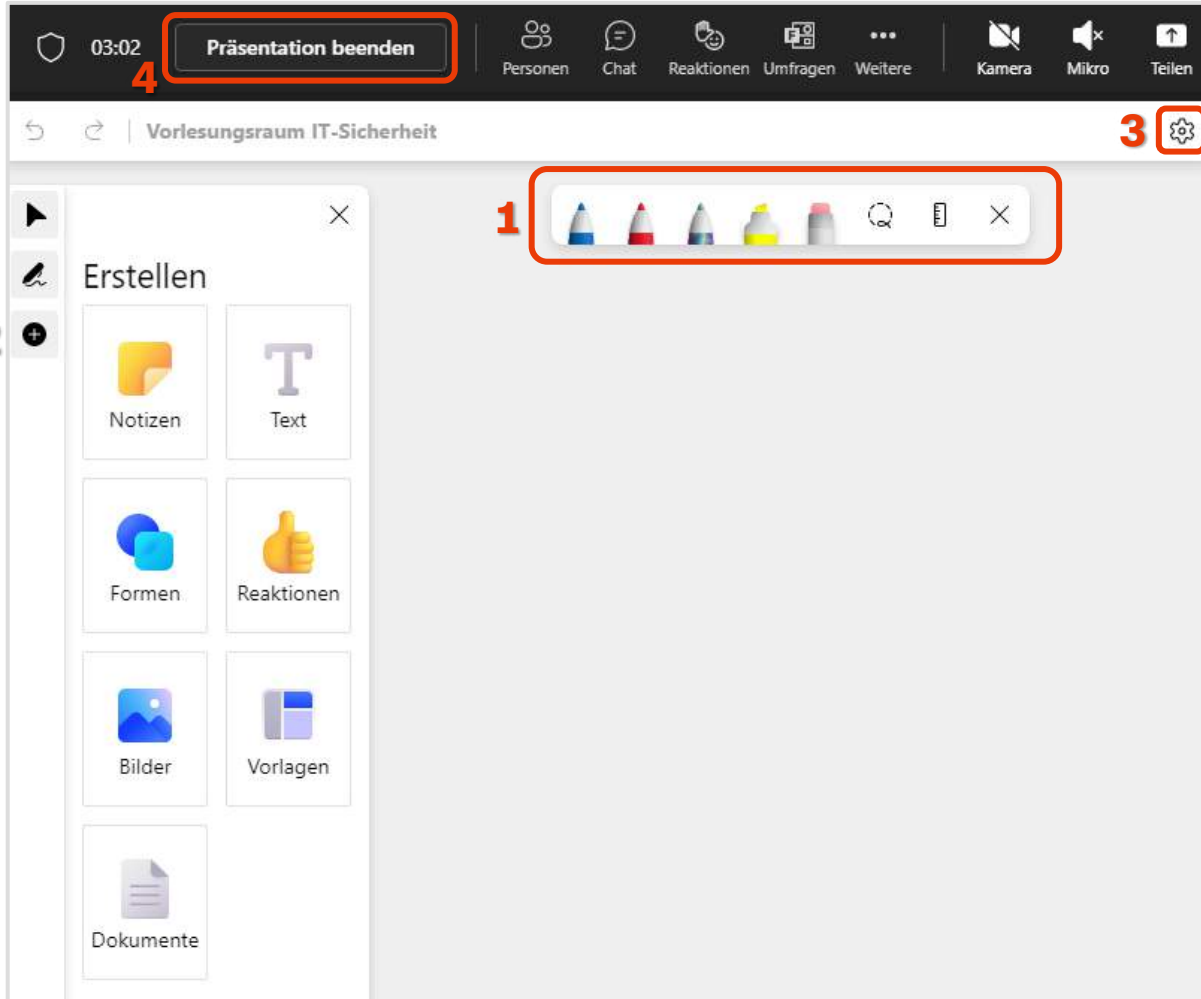 03:02
Präsentation beenden
Personen
Chat
Reaktionen
Umfragen
Weitere
Kamera
Mikro
Teilen
4
Vorlesungsraum IT-Sicherheit
3
1
Erstellen
Notizen
Text
Formen
Reaktionen
Bilder
Vorlagen
Dokumente